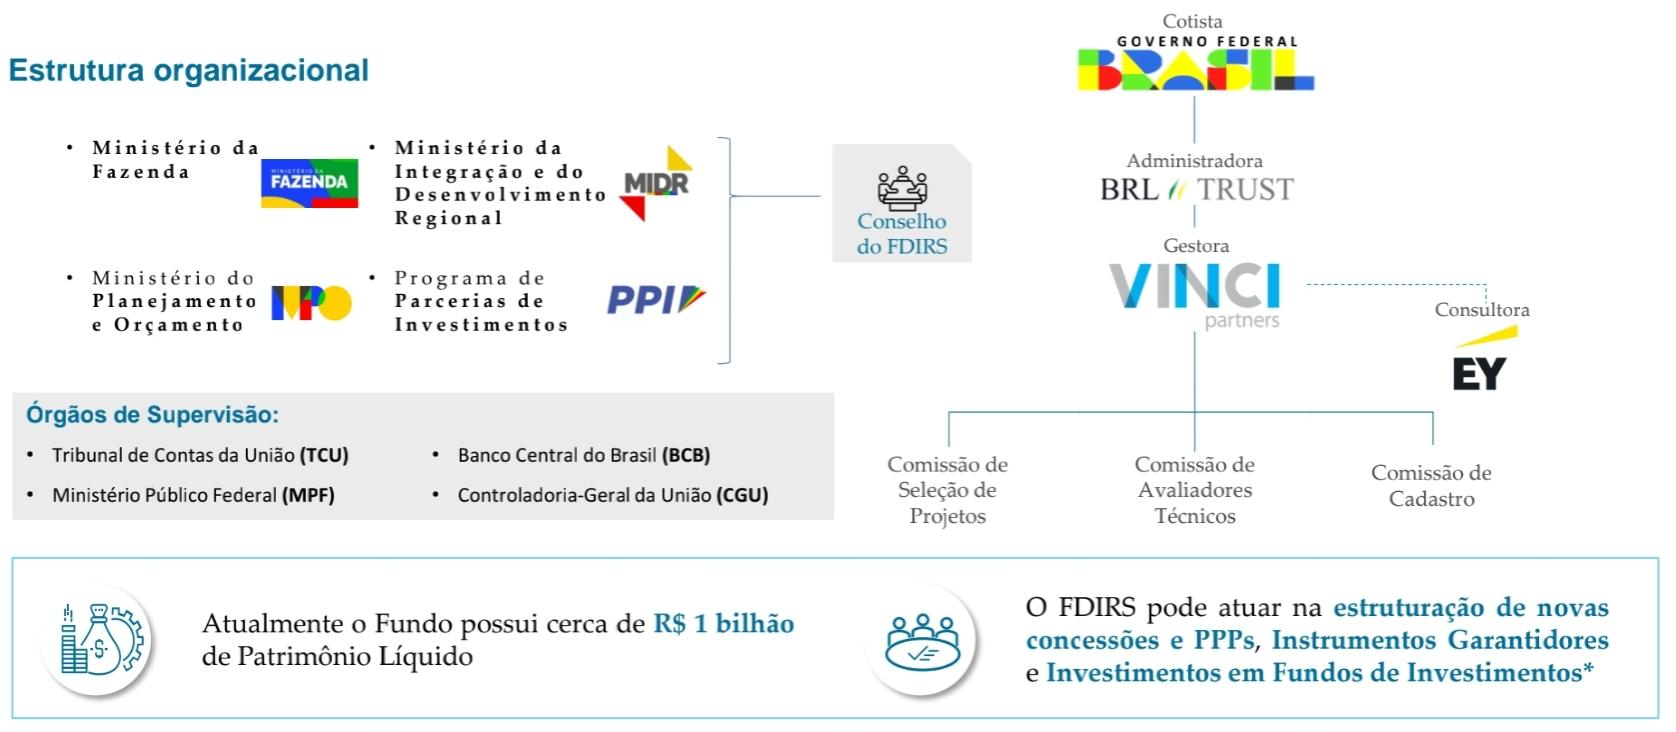 Estrutura organizacional
• Ministério da
Fazenda
MINISTÉRIO DA
FAZENDA
• Ministério da
Integração e do
Desenvolvimento
Regional
MIDR
• Ministério do
Planejamento
e Orçamento
MPO
• Programa de
Parcerias de
Investimentos
PPI
Conselho
do FDIRS
Cotista
GOVERNO FEDERAL
BRASIL
Administradora
BRL TRUST
Gestora
VINCI
partners
Consultora
EY
Comissão de
Seleção de
Projetos
Comissão de
Avaliadores
Técnicos
Comissão de
Cadastro
Órgãos de Supervisão:
• Tribunal de Contas da União (TCU)
• Ministério Público Federal (MPF)
• Banco Central do Brasil (BCB)
• Controladoria-Geral da União (CGU)
Atualmente o Fundo possui cerca de R$ 1 bilhão
de Patrimônio Líquido
O FDIRS pode atuar na estruturação de novas
concessões e PPPs, Instrumentos Garantidores
e Investimentos em Fundos de Investimentos*